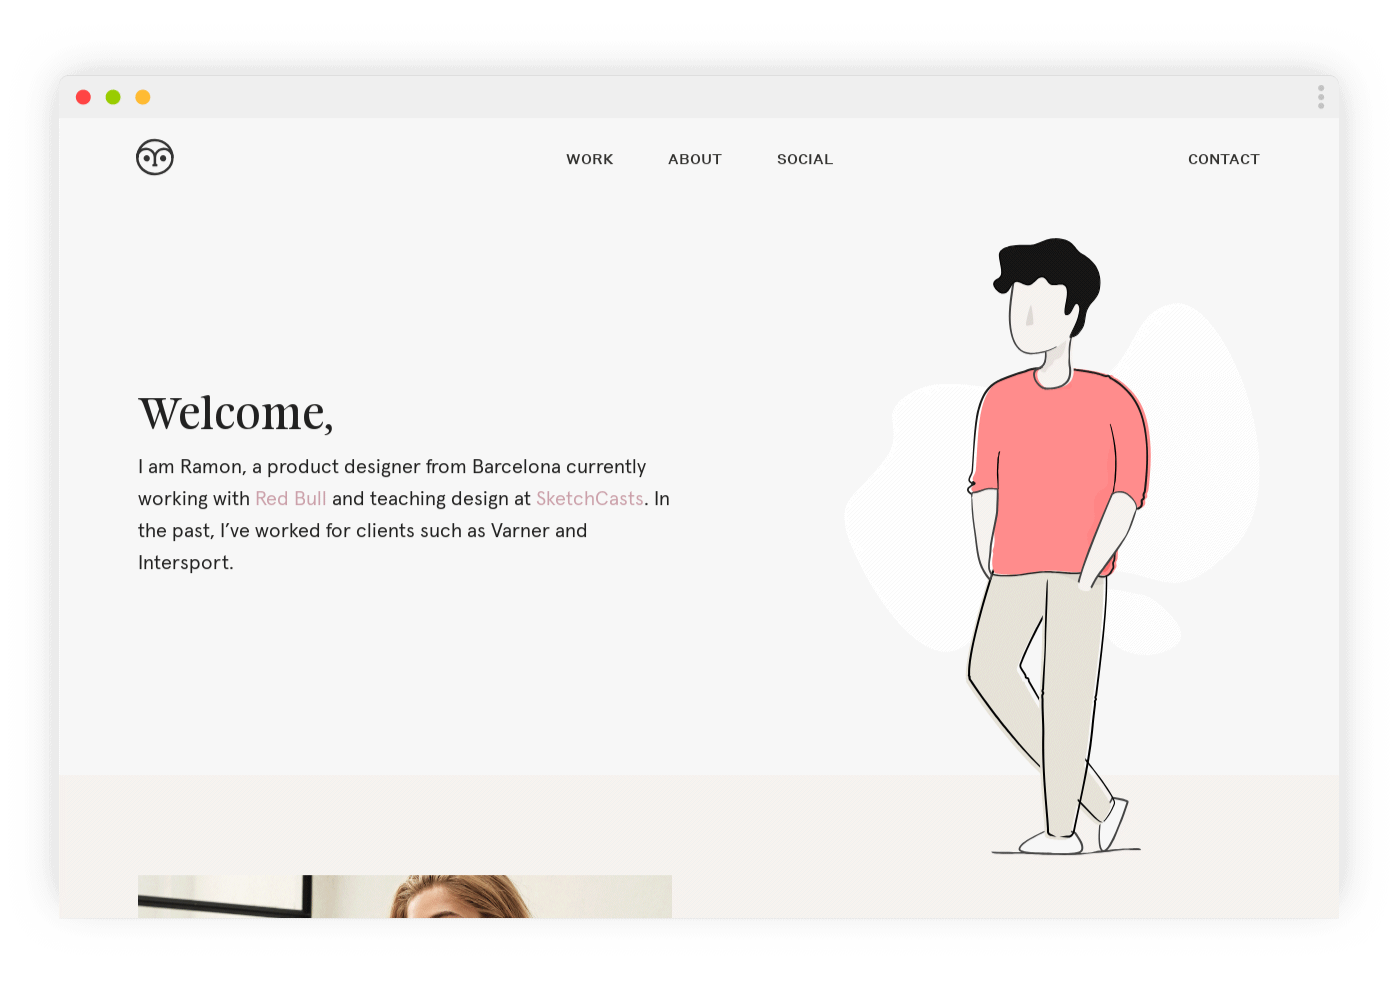 WORK ABOUT SOCIAL CONTACT
Welcome,
I am Ramon, a product designer from Barcelona currently
working with Red Bull and teaching design at SketchCasts. In
the past, I’ve worked for clients such as Varner and
Intersport.